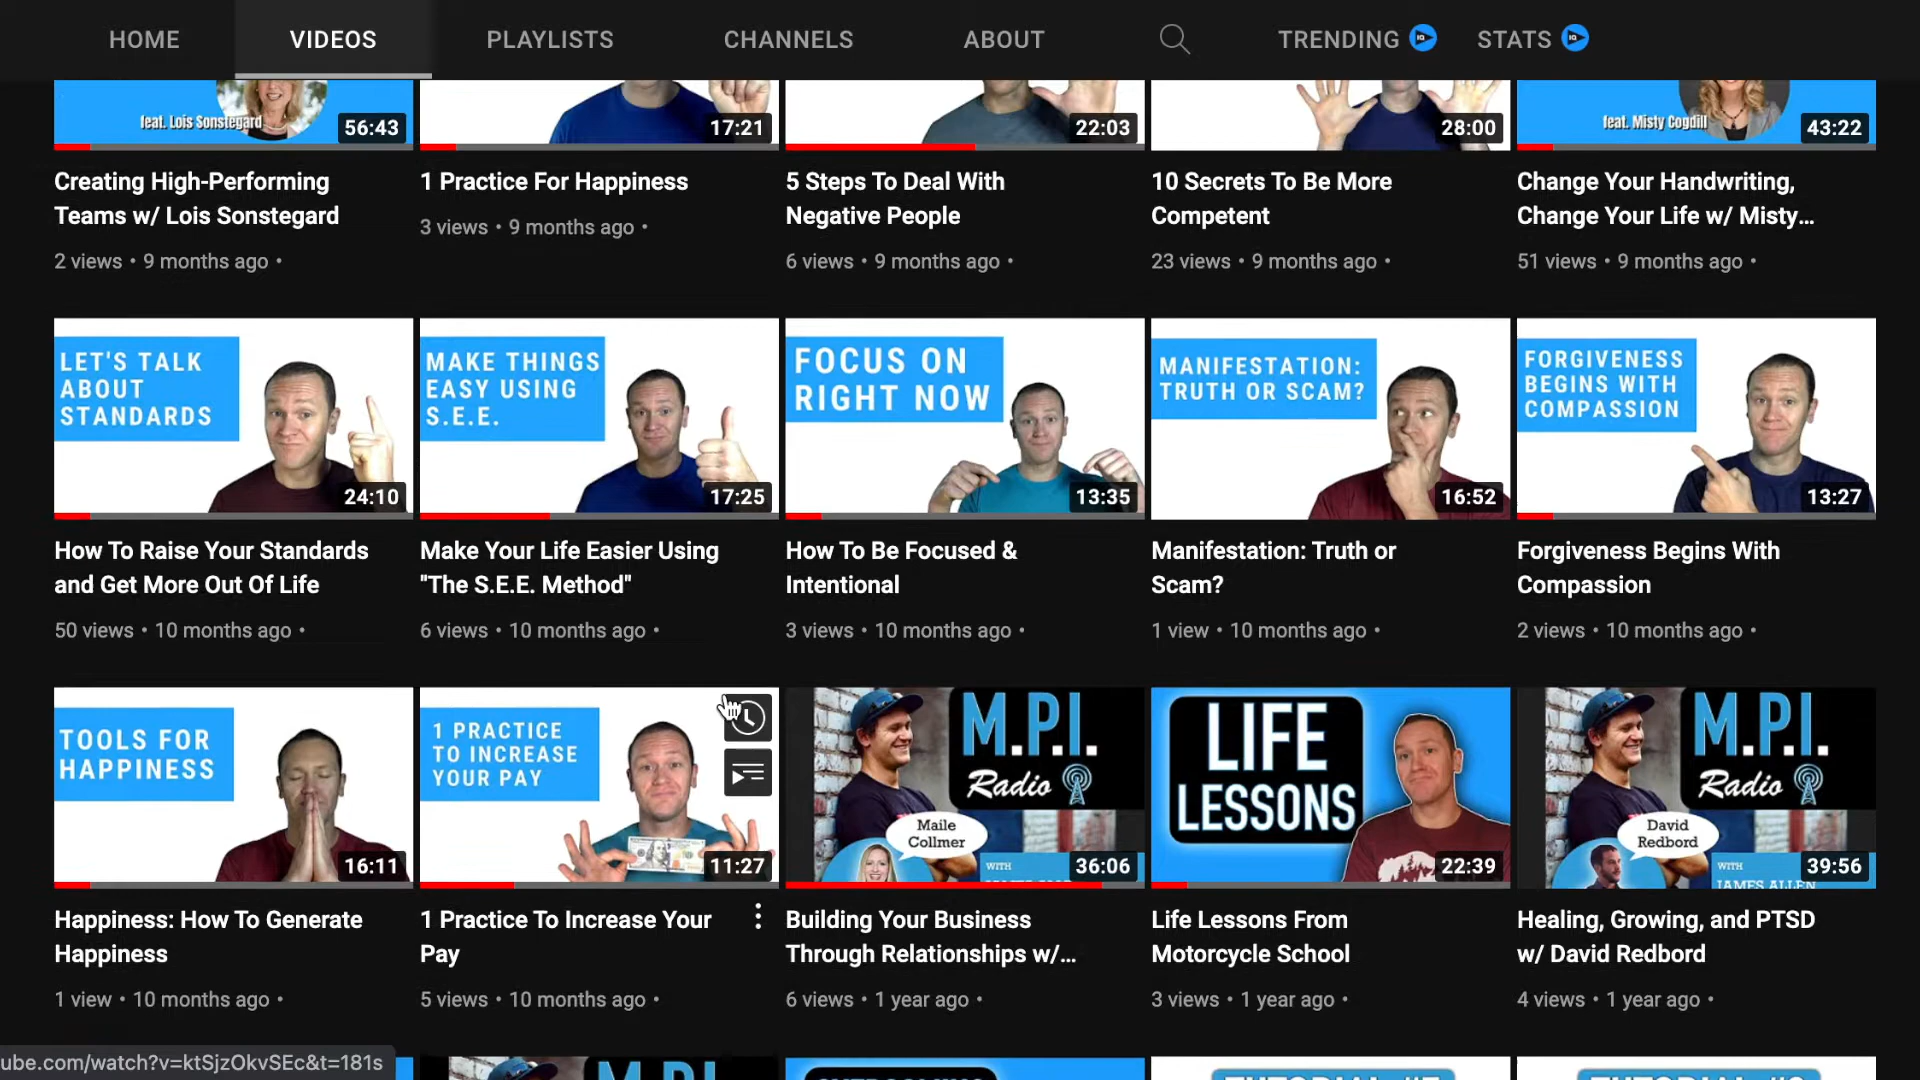 HOME
VIDEOS
PLAYLISTS
CHANNELS
ABOUT
TRENDING
STATS
feat. Lois Sonstegard
56:43
17:21
22:03
28:00
feat. Misty Cogdill
43:22
Creating High-Performing
Teams w/ Lois Sonstegard
2 views • 9 months ago •
1 Practice For Happiness
3 views • 9 months ago •
5 Steps To Deal With
Negative People
6 views • 9 months ago •
10 Secrets To Be More
Competent
23 views • 9 months ago •
Change Your Handwriting,
Change Your Life w/ Misty...
51 views • 9 months ago •
LET'S TALK
ABOUT
STANDARDS
24:10
MAKE THINGS
EASY USING
S.E.E.
17:25
FOCUS ON
RIGHT NOW
13:35
MANIFESTATION:
TRUTH OR SCAM?
16:52
FORGIVENESS
BEGINS WITH
COMPASSION
13:27
How To Raise Your Standards
and Get More Out Of Life
50 views • 10 months ago •
Make Your Life Easier Using
"The S.E.E. Method"
6 views • 10 months ago •
How To Be Focused &
Intentional
3 views • 10 months ago •
Manifestation: Truth or
Scam?
1 view • 10 months ago •
Forgiveness Begins With
Compassion
2 views • 10 months ago •
TOOLS FOR
HAPPINESS
16:11
1 PRACTICE
TO INCREASE
YOUR PAY
11:27
M.P.I.
Radio
Maile
Collmer
WITH
36:06
LIFE
LESSONS
22:39
M.P.I.
Radio
David
Redbord
WITH
JAMES ALLEN
39:56
Happiness: How To Generate
Happiness
1 view • 10 months ago •
1 Practice To Increase Your
Pay
5 views • 10 months ago •
Building Your Business
Through Relationships w/...
6 views • 1 year ago •
Life Lessons From
Motorcycle School
3 views • 1 year ago •
Healing, Growing, and PTSD
w/ David Redbord
4 views • 1 year ago •
ube.com/watch?v=ktSjzOkvSEc&t=181s